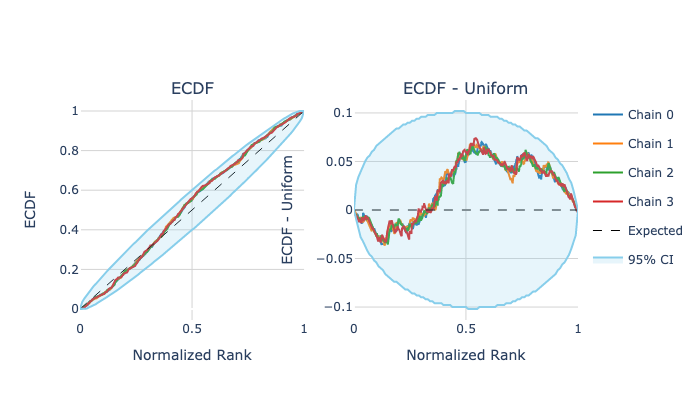 ECDF
ECDF - Uniform
1
0.8
0.6
0.4
0.2
0
0
0.5
1
ECDF
Normalized Rank
0.1
0.05
0
−0.05
−0.1
0
0.5
1
ECDF - Uniform
Normalized Rank
Chain 0
Chain 1
Chain 2
Chain 3
Expected
95% CI